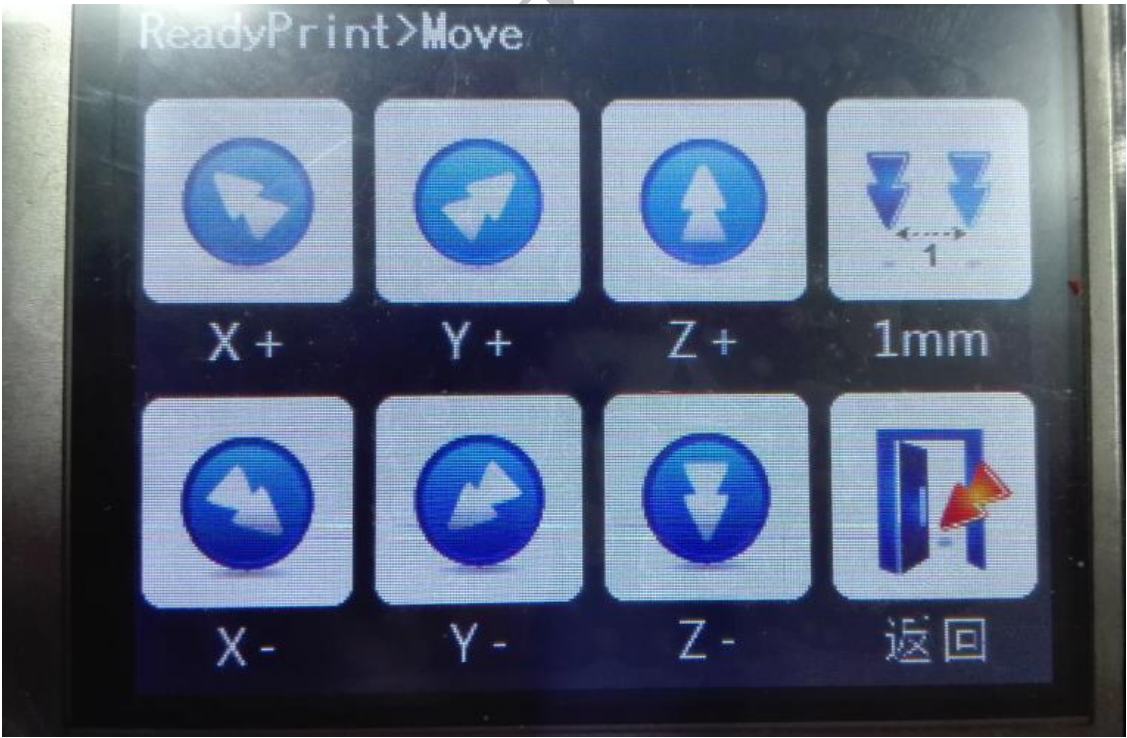 ReadyPrint>Move
1
X+ Y+ Z+ 1mm
X- Y- Z- 返回